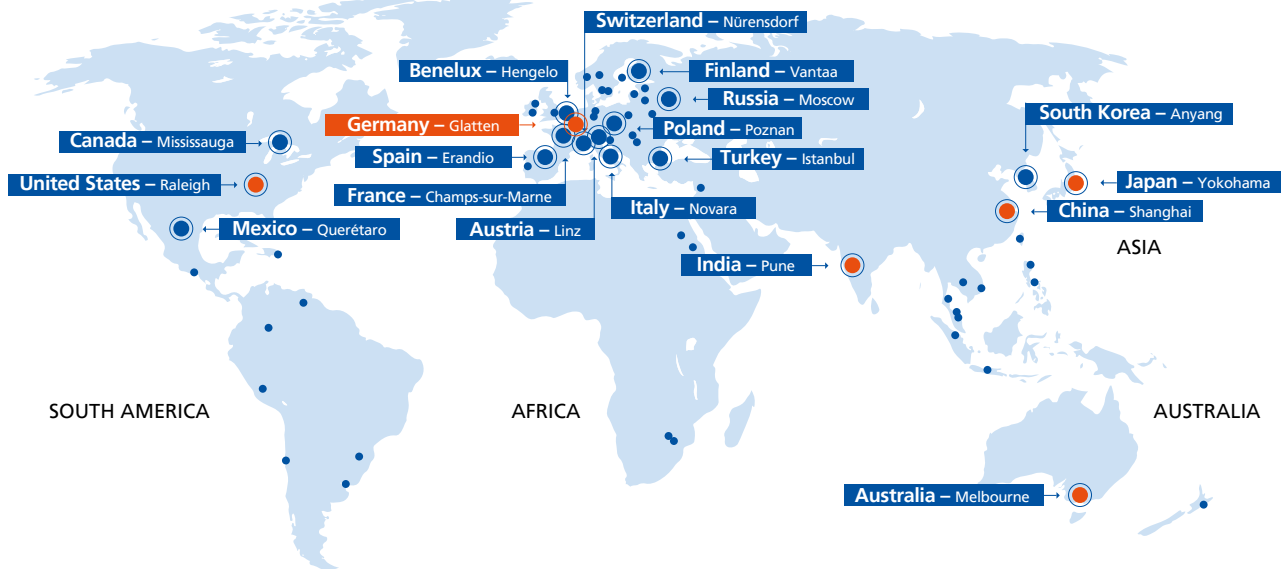 Switzerland – Nürensdorf
Benelux – Hengelo
Finland – Vantaa
Russia – Moscow
South Korea – Anyang
Germany – Glatten
Poland – Poznan
Canada – Mississauga
Spain – Erandio
Turkey – Istanbul
United States – Raleigh
Japan – Yokohama
France – Champs-sur-Marne
Italy – Novara
China – Shanghai
Mexico – Querétaro
Austria – Linz
ASIA
India – Pune
SOUTH AMERICA
AFRICA
AUSTRALIA
Australia – Melbourne